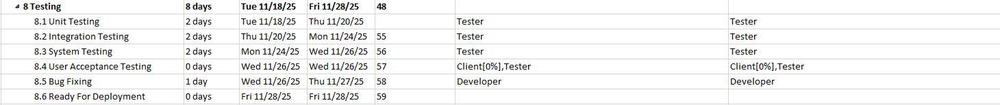 8 Testing 8 days Tue 11/18/25 Fri 11/28/25 48
8.1 Unit Testing 2 days Tue 11/18/25 Thu 11/20/25 Tester Tester
8.2 Integration Testing 2 days Thu 11/20/25 Mon 11/24/25 55 Tester Tester
8.3 System Testing 2 days Mon 11/24/25 Wed 11/26/25 56 Tester Tester
8.4 User Acceptance Testing 0 days Wed 11/26/25 Wed 11/26/25 57 Client[0%],Tester Client[0%],Tester
8.5 Bug Fixing 1 day Wed 11/26/25 Thu 11/27/25 58 Developer Developer
8.6 Ready For Deployment 0 days Fri 11/28/25 Fri 11/28/25 59